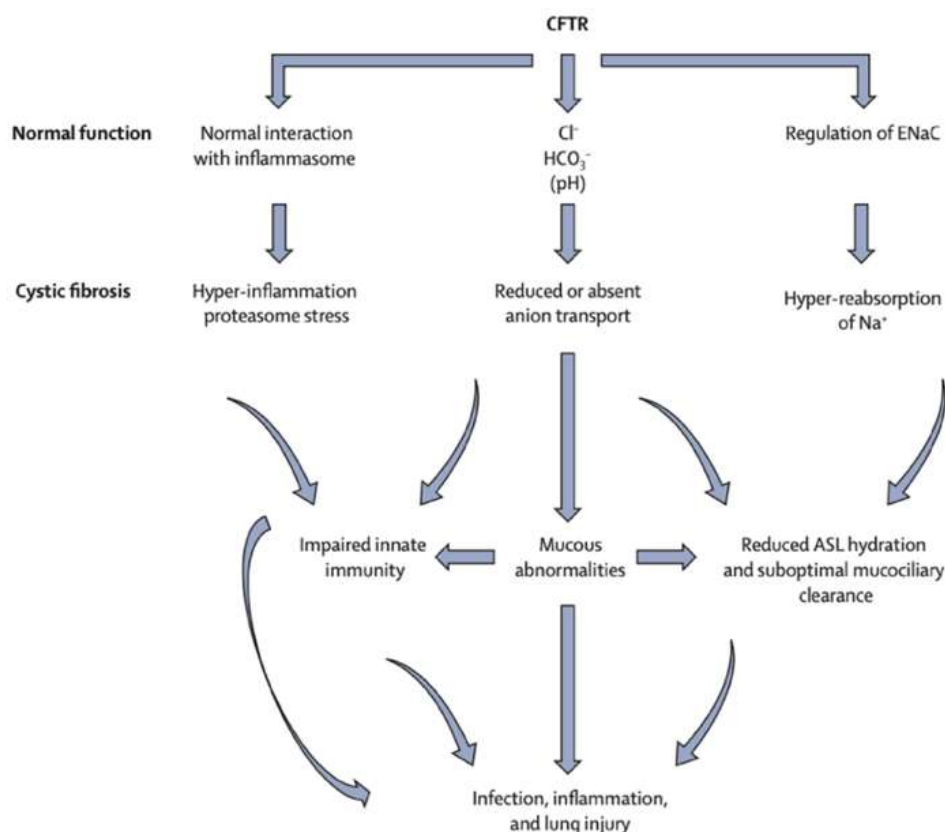 CFTR
Normal function
Normal interaction
with inflammasome
Cl⁻
HCO₃⁻
(pH)
Regulation of ENaC
Cystic fibrosis
Hyper-inflammation
proteasome stress
Reduced or absent
anion transport
Hyper-reabsorption
of Na⁺
Impaired innate
immunity
Mucous
abnormalities
Reduced ASL hydration
and suboptimal mucociliary
clearance
Infection, inflammation,
and lung injury